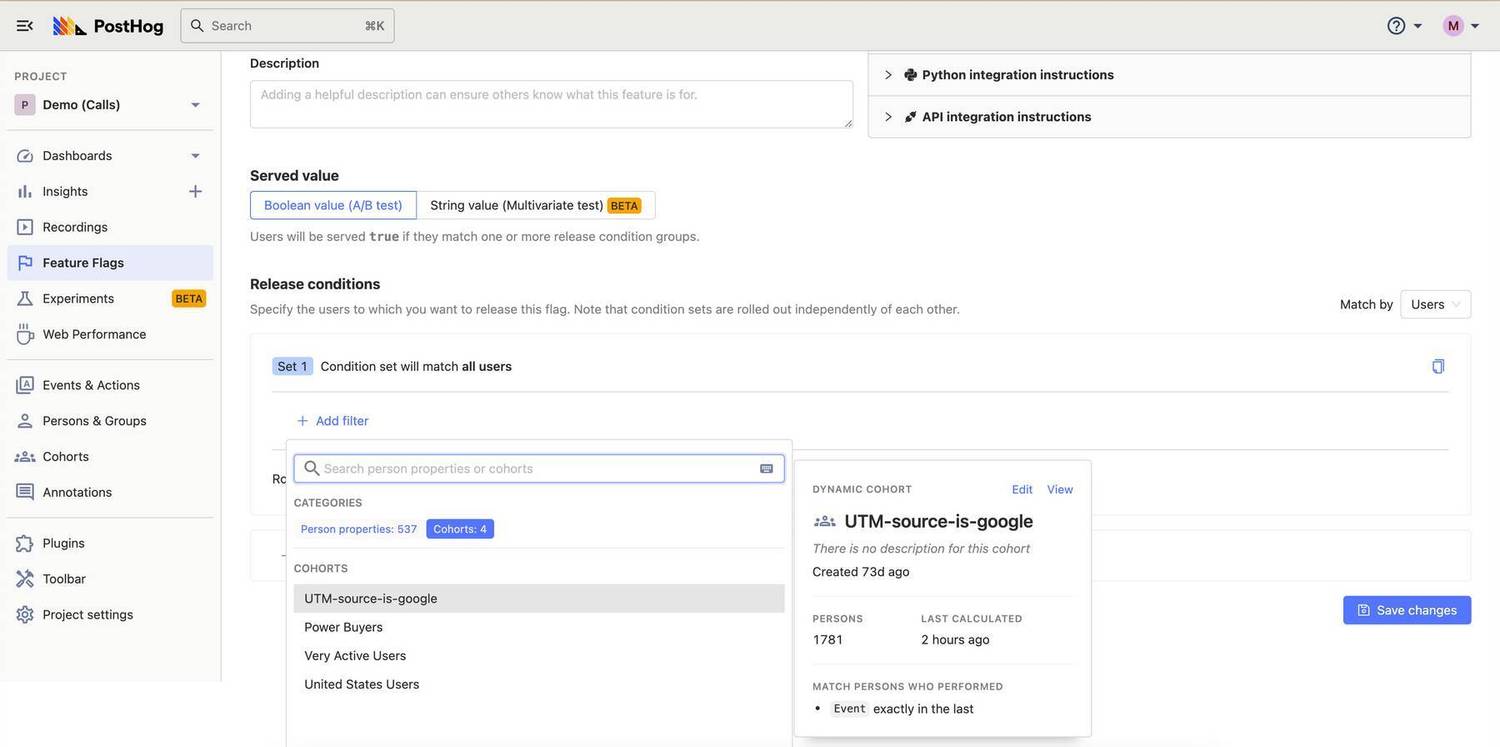 PostHog
Search
⌘K
M
PROJECT
P
Demo (Calls)
Dashboards
Insights
Recordings
Feature Flags
Experiments
BETA
Web Performance
Events & Actions
Persons & Groups
Cohorts
Annotations
Plugins
Toolbar
Project settings
Description
Adding a helpful description can ensure others know what this feature is for.
Python integration instructions
API integration instructions
Served value
Boolean value (A/B test)
String value (Multivariate test) BETA
Users will be served true if they match one or more release condition groups.
Release conditions
Specify the users to which you want to release this flag. Note that condition sets are rolled out independently of each other.
Match by
Users
Set 1 Condition set will match all users
+ Add filter
Ro
Search person properties or cohorts
CATEGORIES
Person properties: 537
Cohorts: 4
COHORTS
UTM-source-is-google
Power Buyers
Very Active Users
United States Users
DYNAMIC COHORT
Edit
View
UTM-source-is-google
There is no description for this cohort
Created 73d ago
PERSONS
LAST CALCULATED
1781
2 hours ago
MATCH PERSONS WHO PERFORMED
• Event exactly in the last
Save changes